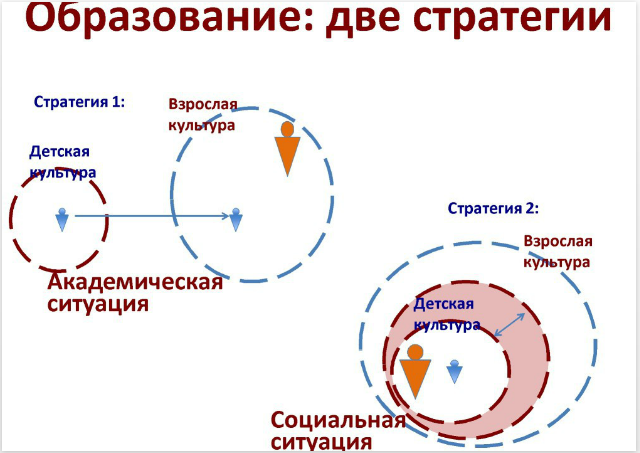 Образование: две стратегии
Стратегия 1:
Взрослая
культура
Детская
культура
Академическая
ситуация
Стратегия 2:
Взрослая
культура
Детская
культура
Социальная
ситуация